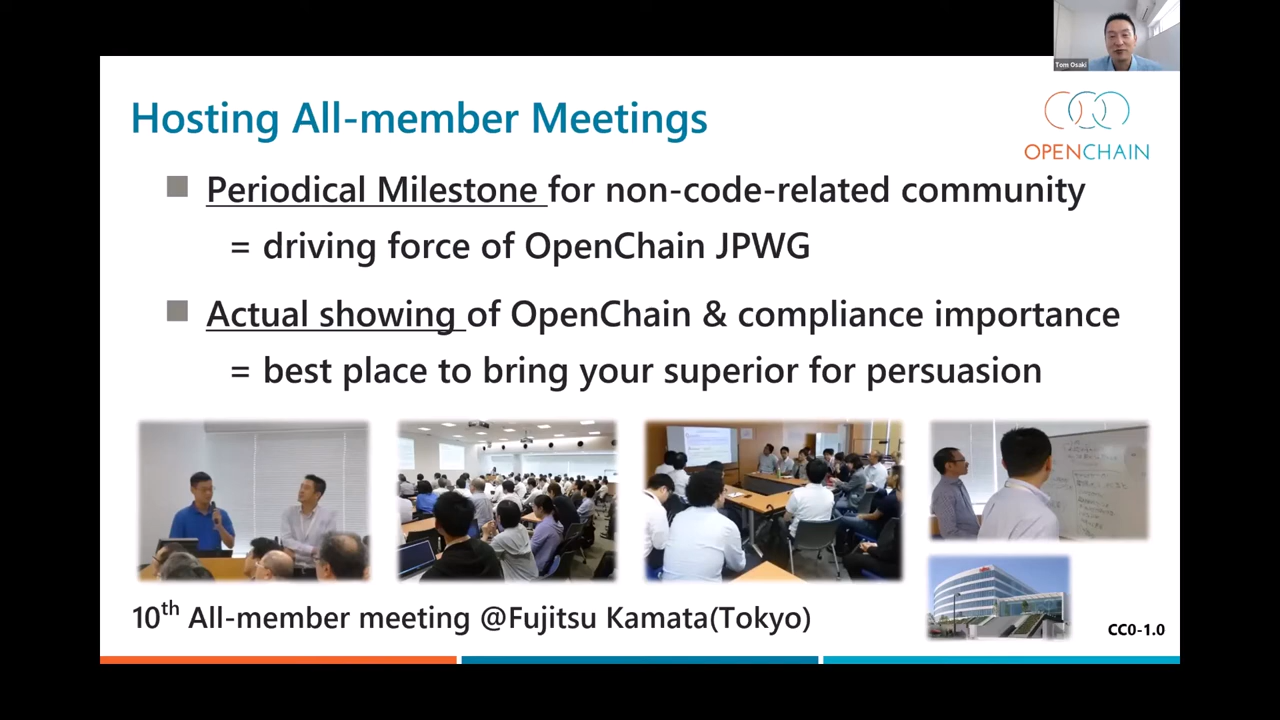 Tom Osaki
Hosting All-member Meetings
OPENCHAIN
■ Periodical Milestone for non-code-related community
= driving force of OpenChain JPWG
■ Actual showing of OpenChain & compliance importance
= best place to bring your superior for persuasion
10th All-member meeting @Fujitsu Kamata(Tokyo)
CC0-1.0